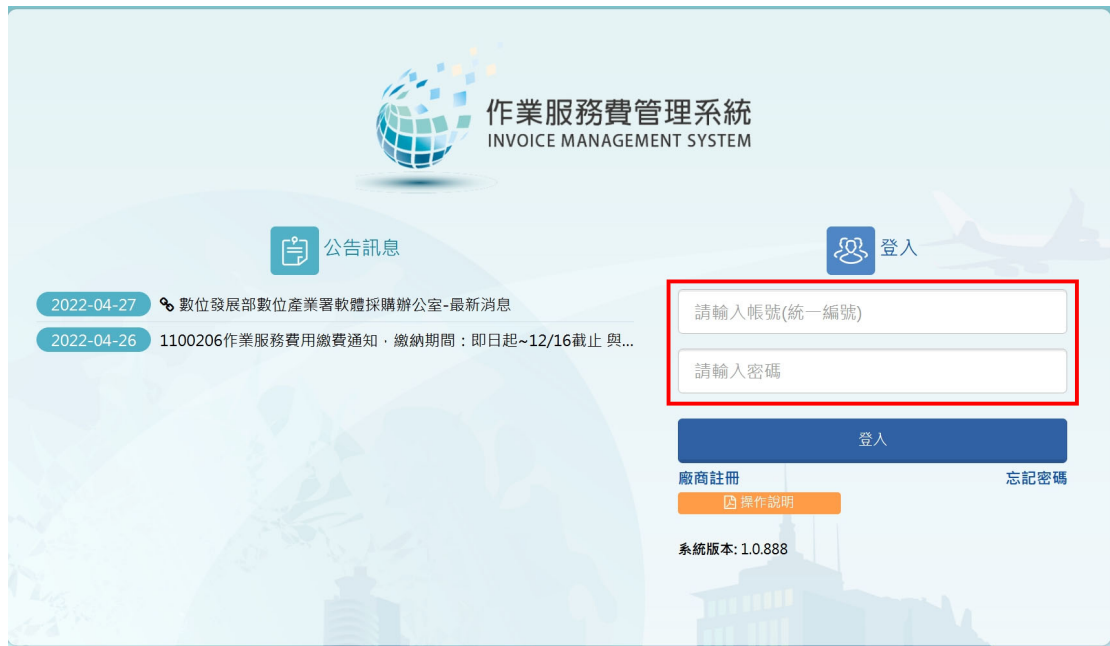 作業服務費管理系統
INVOICE MANAGEMENT SYSTEM
公告訊息
2022-04-27 數位發展部數位產業署軟體採購辦公室-最新消息
2022-04-26 1100206作業服務費用繳費通知，繳納期間：即日起~12/16截止 與...
登入
請輸入帳號(統一編號)
請輸入密碼
登入
廠商註冊 忘記密碼
操作說明
系統版本: 1.0.888